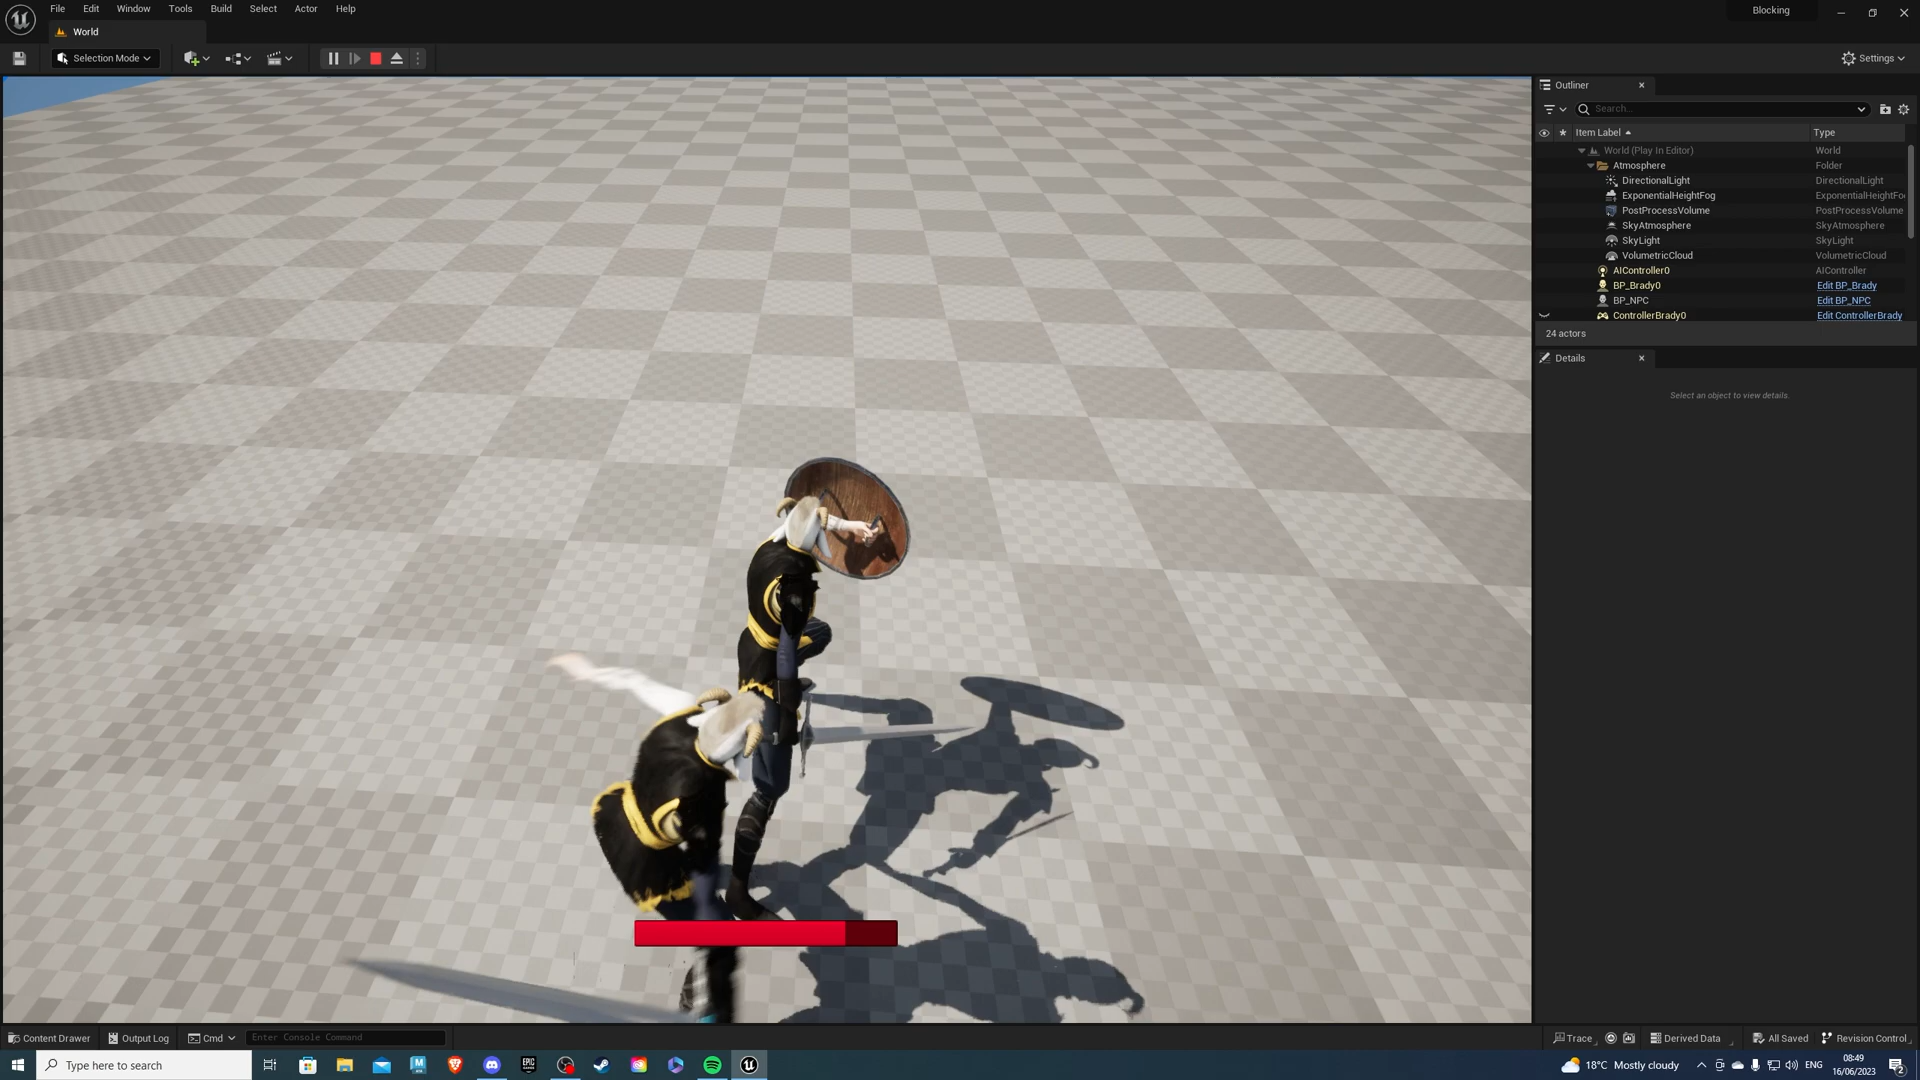 File Edit Window Tools Build Select Actor Help
Blocking
World
Selection Mode
Settings
Outliner
Search...
Item Label Type
World (Play In Editor) World
Atmosphere Folder
DirectionalLight DirectionalLight
ExponentialHeightFog ExponentialHeightFo
PostProcessVolume PostProcessVolume
SkyAtmosphere SkyAtmosphere
SkyLight SkyLight
VolumetricCloud VolumetricCloud
AIController0 AIController
BP_Brady0 Edit BP_Brady
BP_NPC Edit BP_NPC
ControllerBrady0 Edit ControllerBrady
24 actors
Details
Select an object to view details.
Content Drawer Output Log Cmd Enter Console Command Trace Derived Data All Saved Revision Control
Type here to search
18°C Mostly cloudy
ENG
08:49
16/06/2023
2